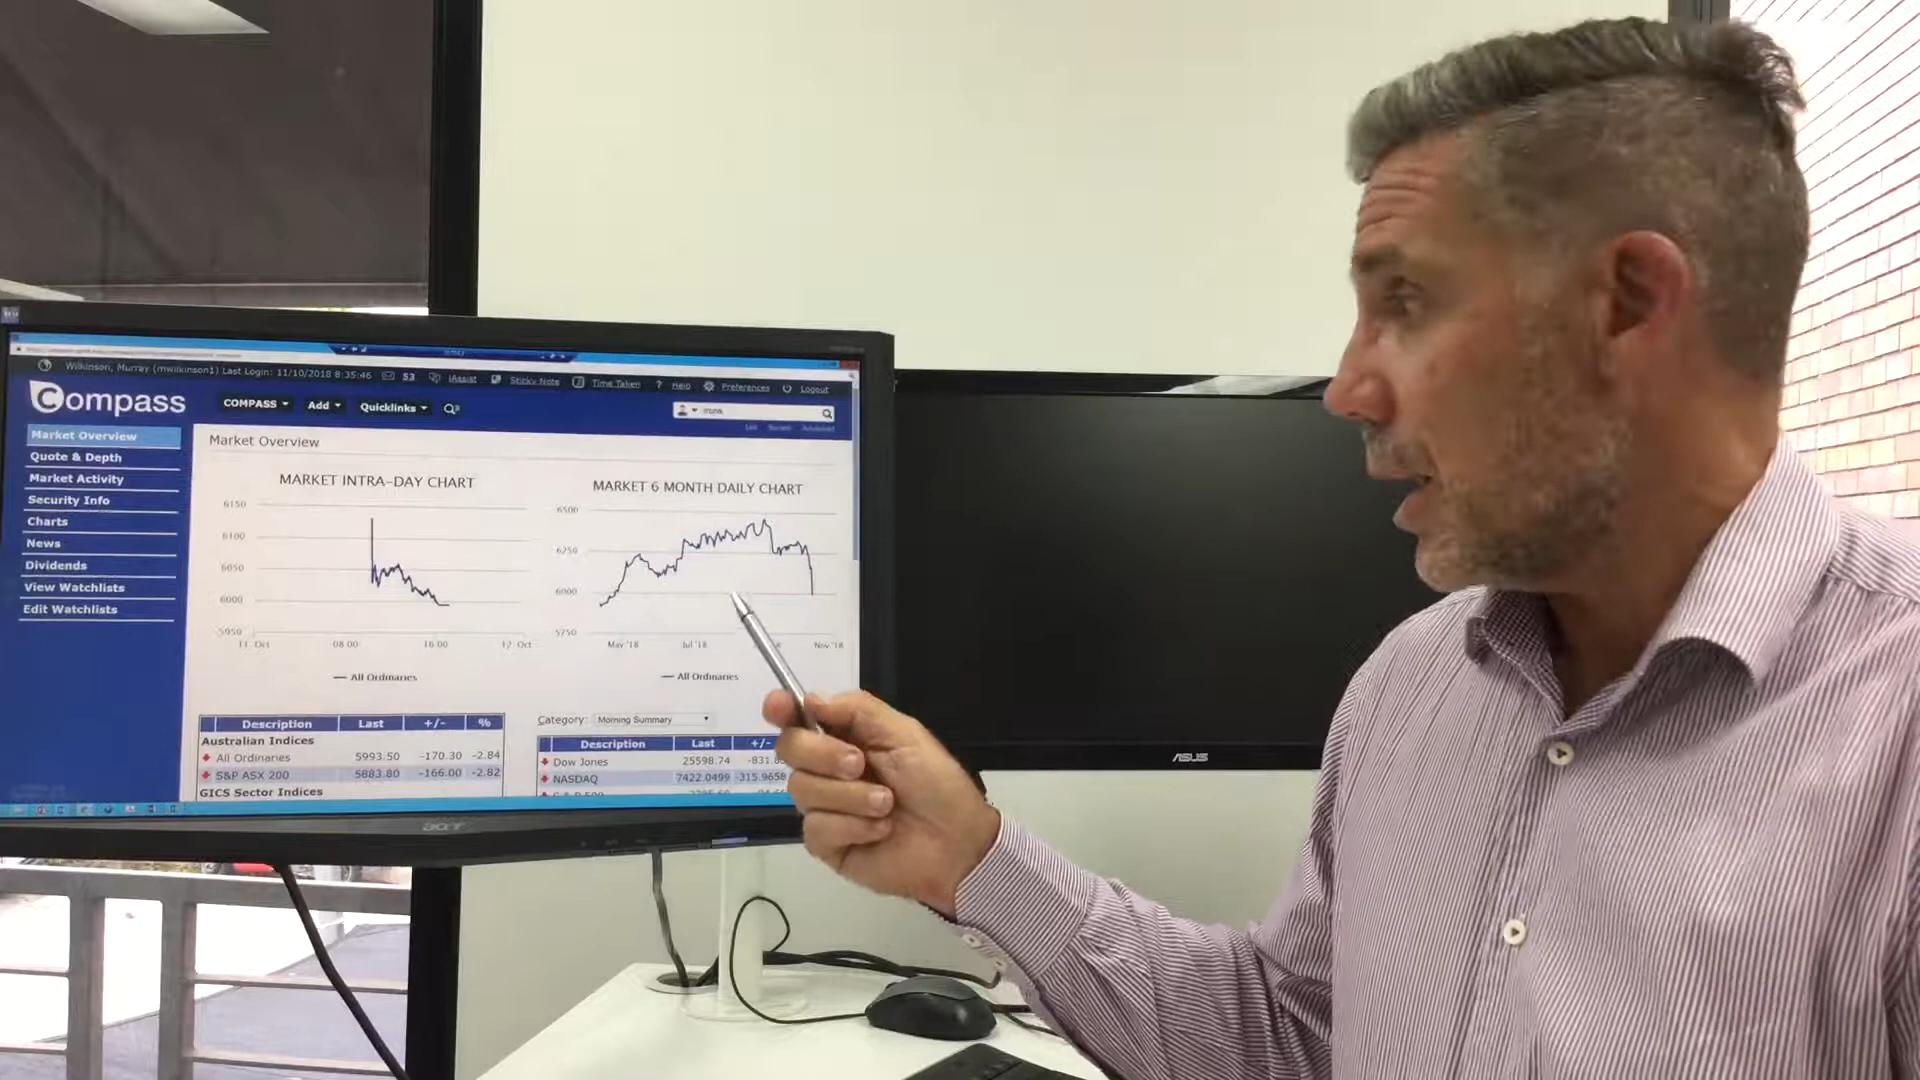 Wilkinson, Murray (mwilkinson1) Last Login: 11/10/2018 8:35:46 53 iAssist Sticky Note Time Taken ? Help Preferences Logout
Compass COMPASS Add Quicklinks
Market Overview
Quote & Depth
Market Activity
Security Info
Charts
News
Dividends
View Watchlists
Edit Watchlists
Market Overview
MARKET INTRA-DAY CHART
6150
6100
6050
6000
5950
11 Oct 08:00 16:00 12 Oct
All Ordinaries
MARKET 6 MONTH DAILY CHART
6500
6250
6000
5750
May '18 Jul '18 Nov '18
All Ordinaries
Description Last +/- %
Australian Indices
All Ordinaries 5993.50 -170.30 -2.84
S&P ASX 200 5883.80 -166.00 -2.82
GICS Sector Indices
Category: Morning Summary
Description Last +/-
Dow Jones 25598.74
NASDAQ 7422.0499 -315.9658
acer
ASUS